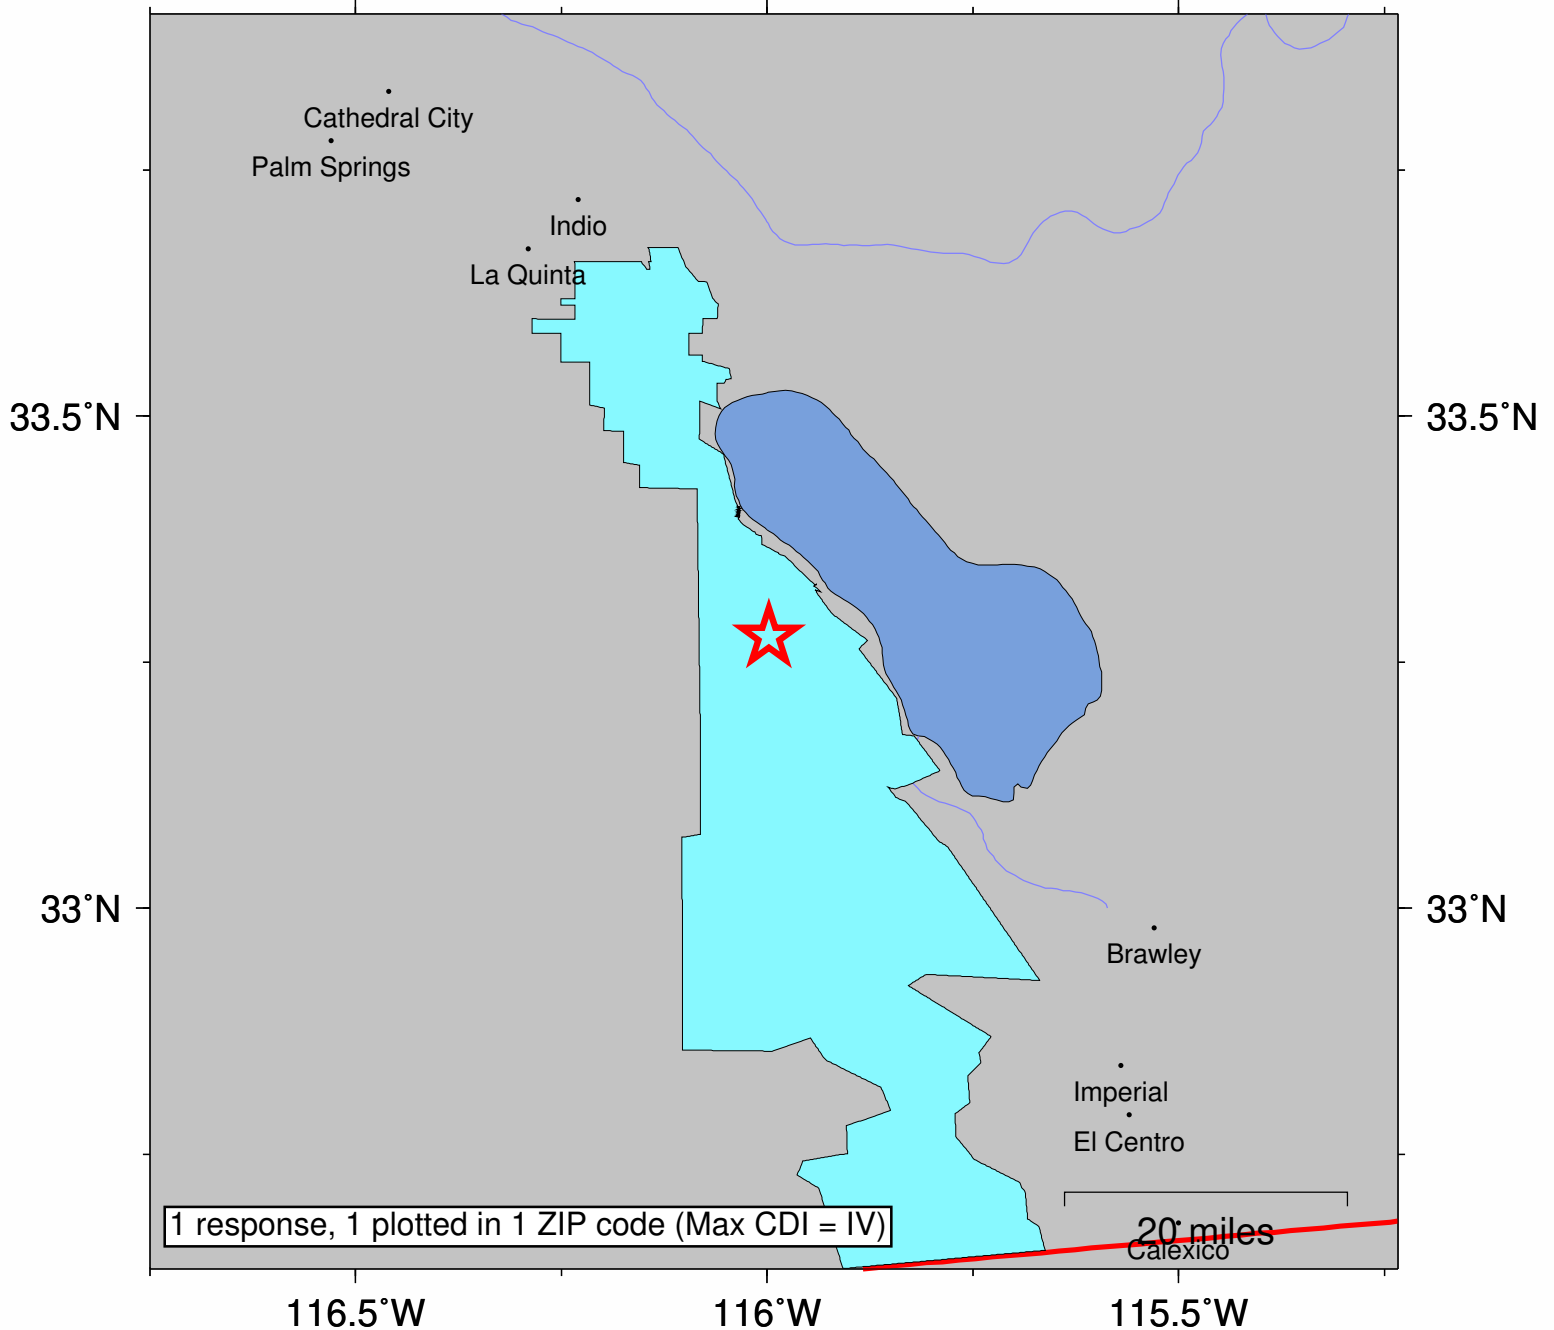 Cathedral City
Palm Springs
Indio
La Quinta
33.5˚N
33.5˚N
33˚N
33˚N
Brawley
Imperial
El Centro
1 response, 1 plotted in 1 ZIP code (Max CDI = IV)
20 miles
Calexico
116.5˚W
116˚W
115.5˚W